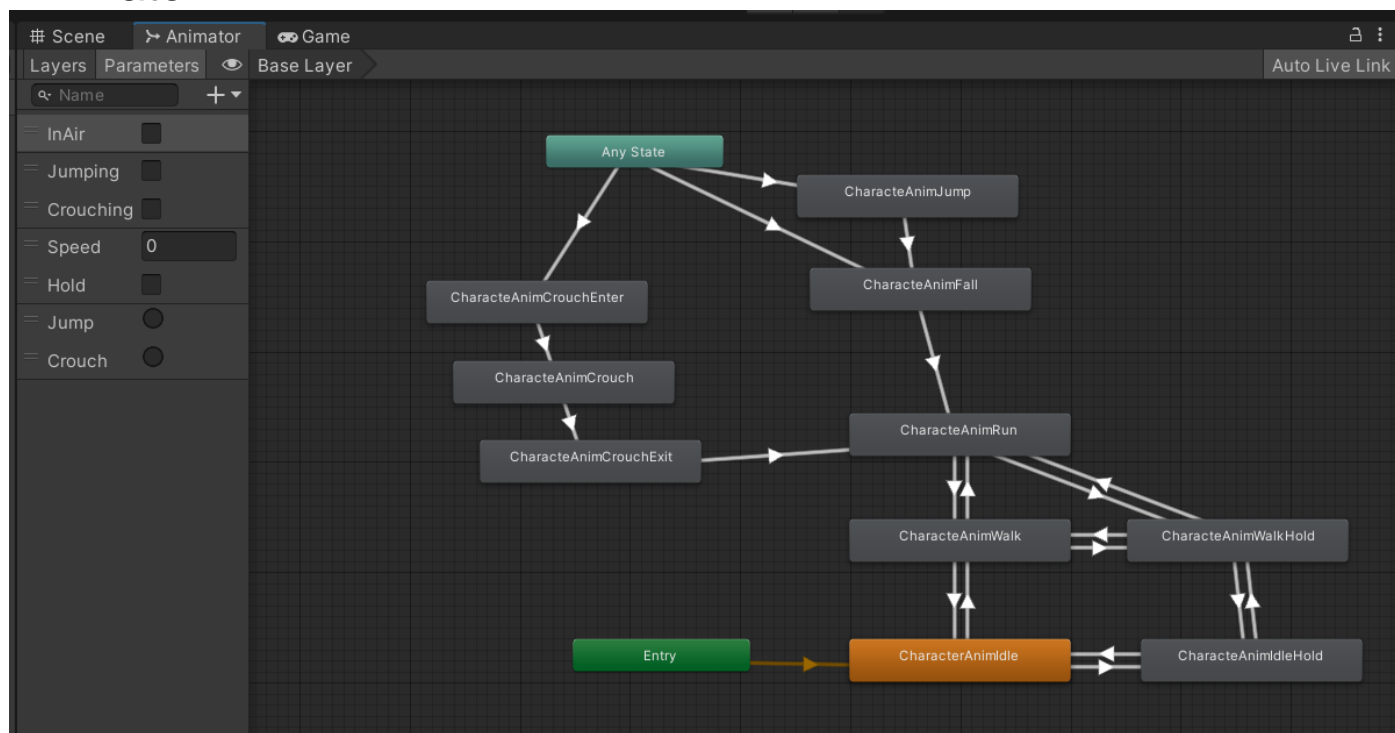 Scene
Animator
Game
Layers
Parameters
Base Layer
Auto Live Link
Name
InAir
Jumping
Crouching
Speed
0
Hold
Jump
Crouch
Any State
CharacteAnimJump
CharacteAnimFall
CharacteAnimCrouchEnter
CharacteAnimCrouch
CharacteAnimCrouchExit
CharacteAnimRun
CharacteAnimWalk
CharacteAnimWalkHold
Entry
CharacterAnimIdle
CharacteAnimIdleHold